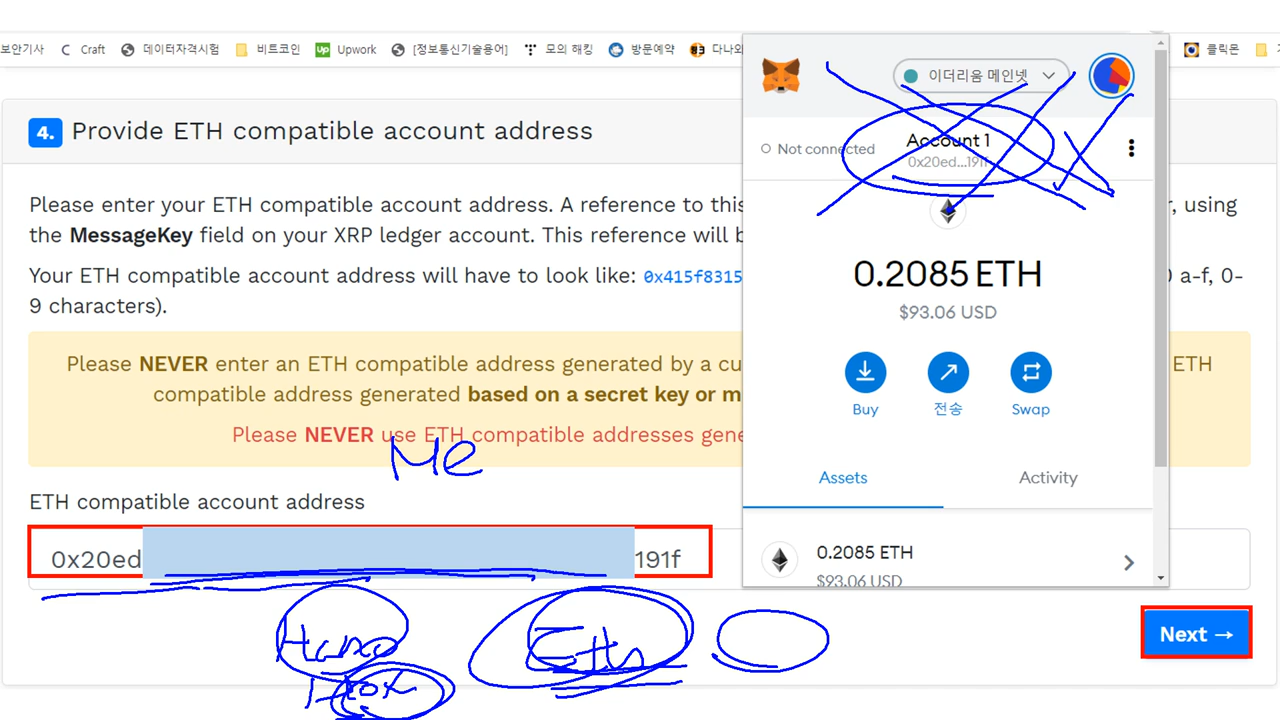 보안기사 Craft 데이터자격시험 비트코인 Up Upwork [정보통신기술용어] 모의 해킹 방문예약 다나와 클릭몬
4. Provide ETH compatible account address
Please enter your ETH compatible account address. A reference to this
, using
the MessageKey field on your XRP ledger account. This reference will b
Your ETH compatible account address will have to look like: 0x415f8315
a-f, 0-
9 characters).
Please NEVER enter an ETH compatible address generated by a cu
ETH
compatible address generated based on a secret key or m
Please NEVER use ETH compatible addresses gene
Me
ETH compatible account address
0x20ed
191f
Eth
Next →
이더리움 메인넷
Not connected
Account 1
0x20ed...191f
0.2085 ETH
$93.06 USD
Buy
전송
Swap
Assets
Activity
0.2085 ETH
$93.06 USD